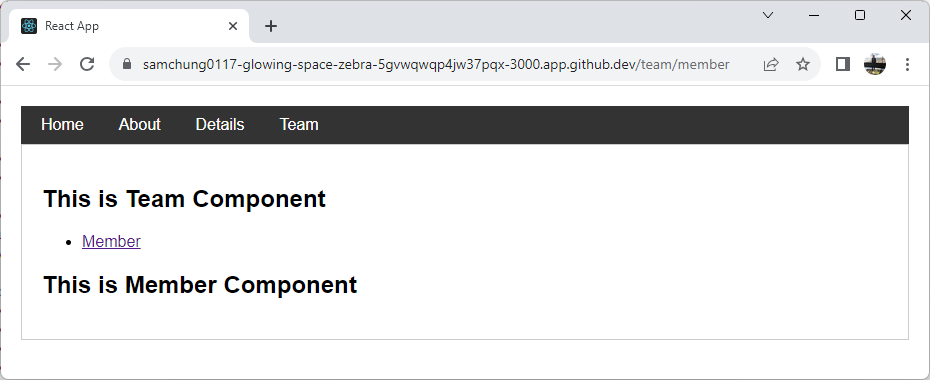 React App
samchung0117-glowing-space-zebra-5gvwqwqp4jw37pqx-3000.app.github.dev/team/member
Home About Details Team
This is Team Component
Member
This is Member Component